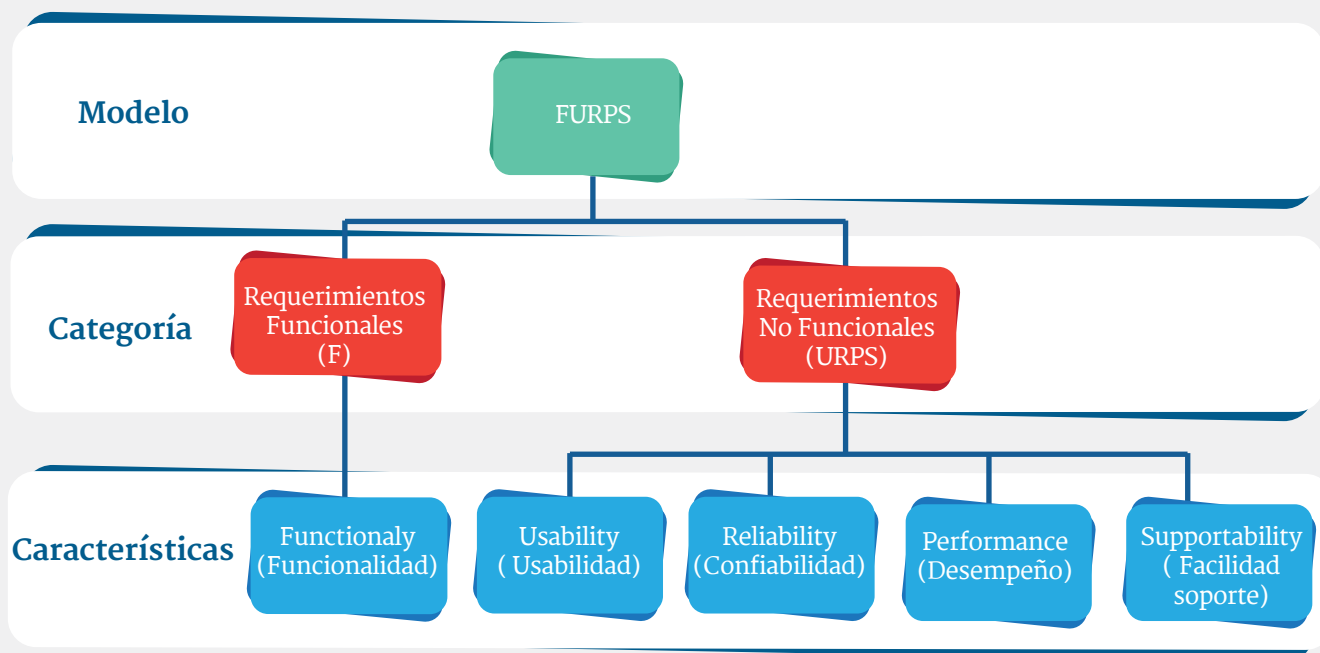 Modelo
FURPS
Categoría
Requerimientos
Funcionales
(F)
Requerimientos
No Funcionales
(URPS)
Características
Functionaly
(Funcionalidad)
Usability
( Usabilidad)
Reliability
(Confiabilidad)
Performance
(Desempeño)
Supportability
( Facilidad
soporte)